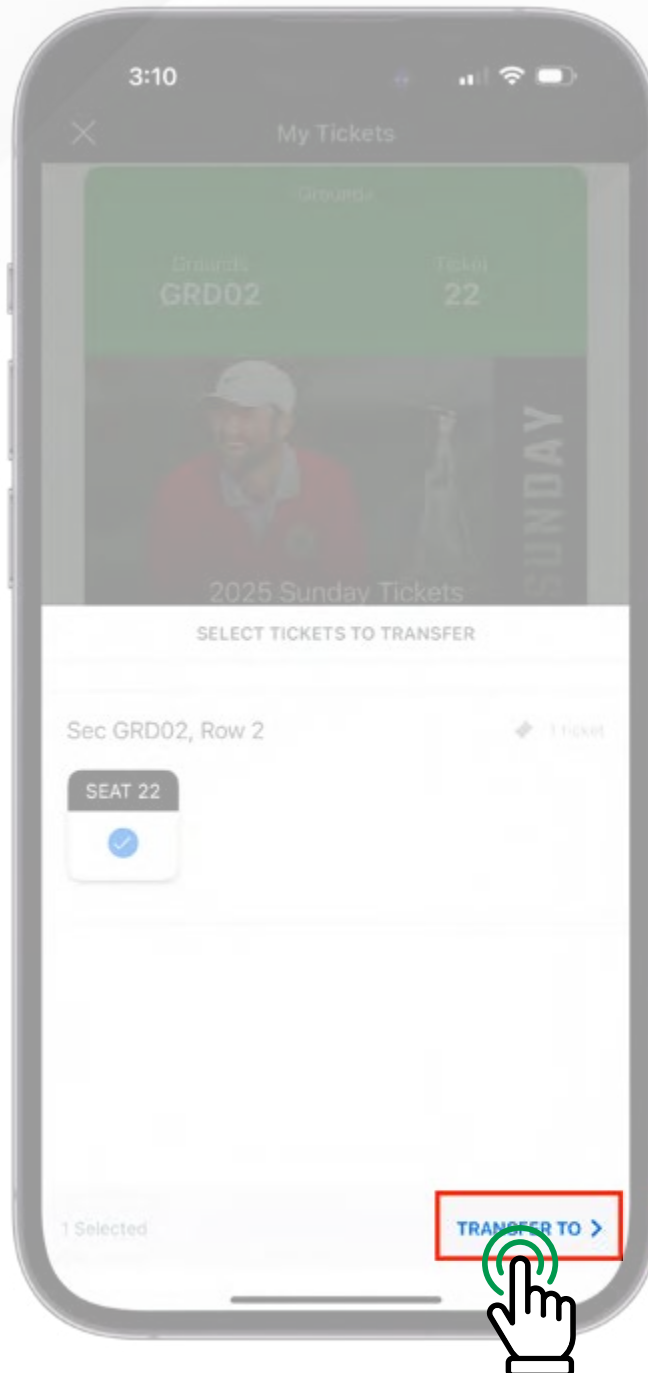 3:10
My Tickets
Grounds
Grounds
Ticket
GRD02
22
SUNDAY
2025 Sunday Tickets
SELECT TICKETS TO TRANSFER
Sec GRD02, Row 2
1 ticket
SEAT 22
1 Selected
TRANSFER TO >